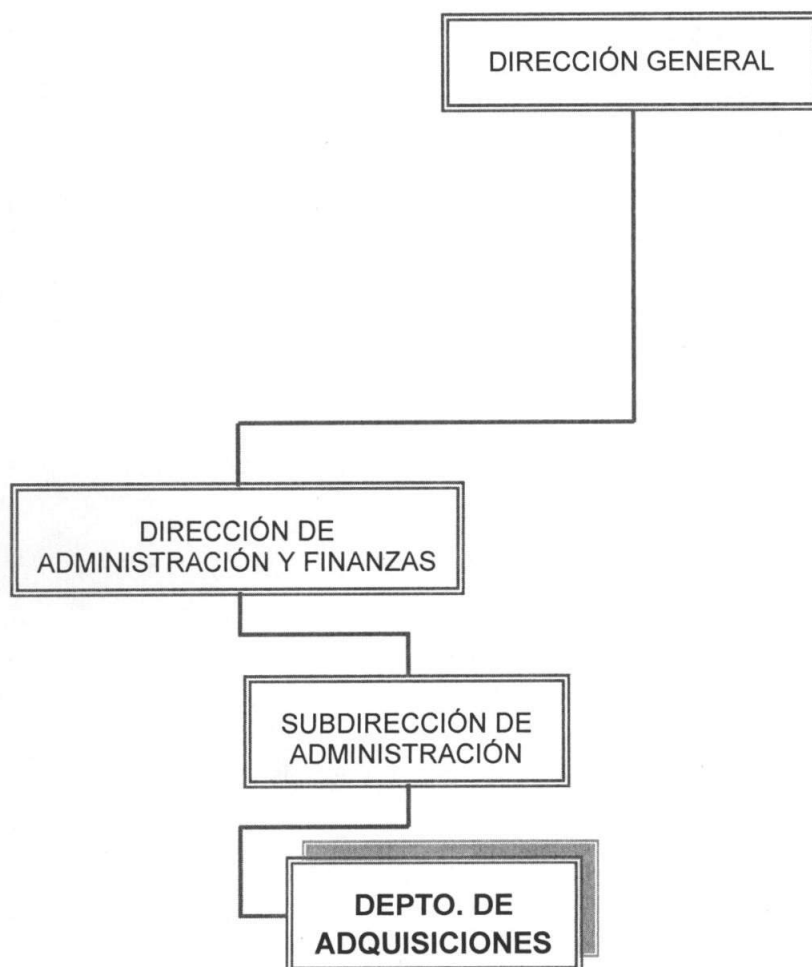 DIRECCIÓN GENERAL
DIRECCIÓN DE
ADMINISTRACIÓN Y FINANZAS
SUBDIRECCIÓN DE
ADMINISTRACIÓN
DEPTO. DE
ADQUISICIONES